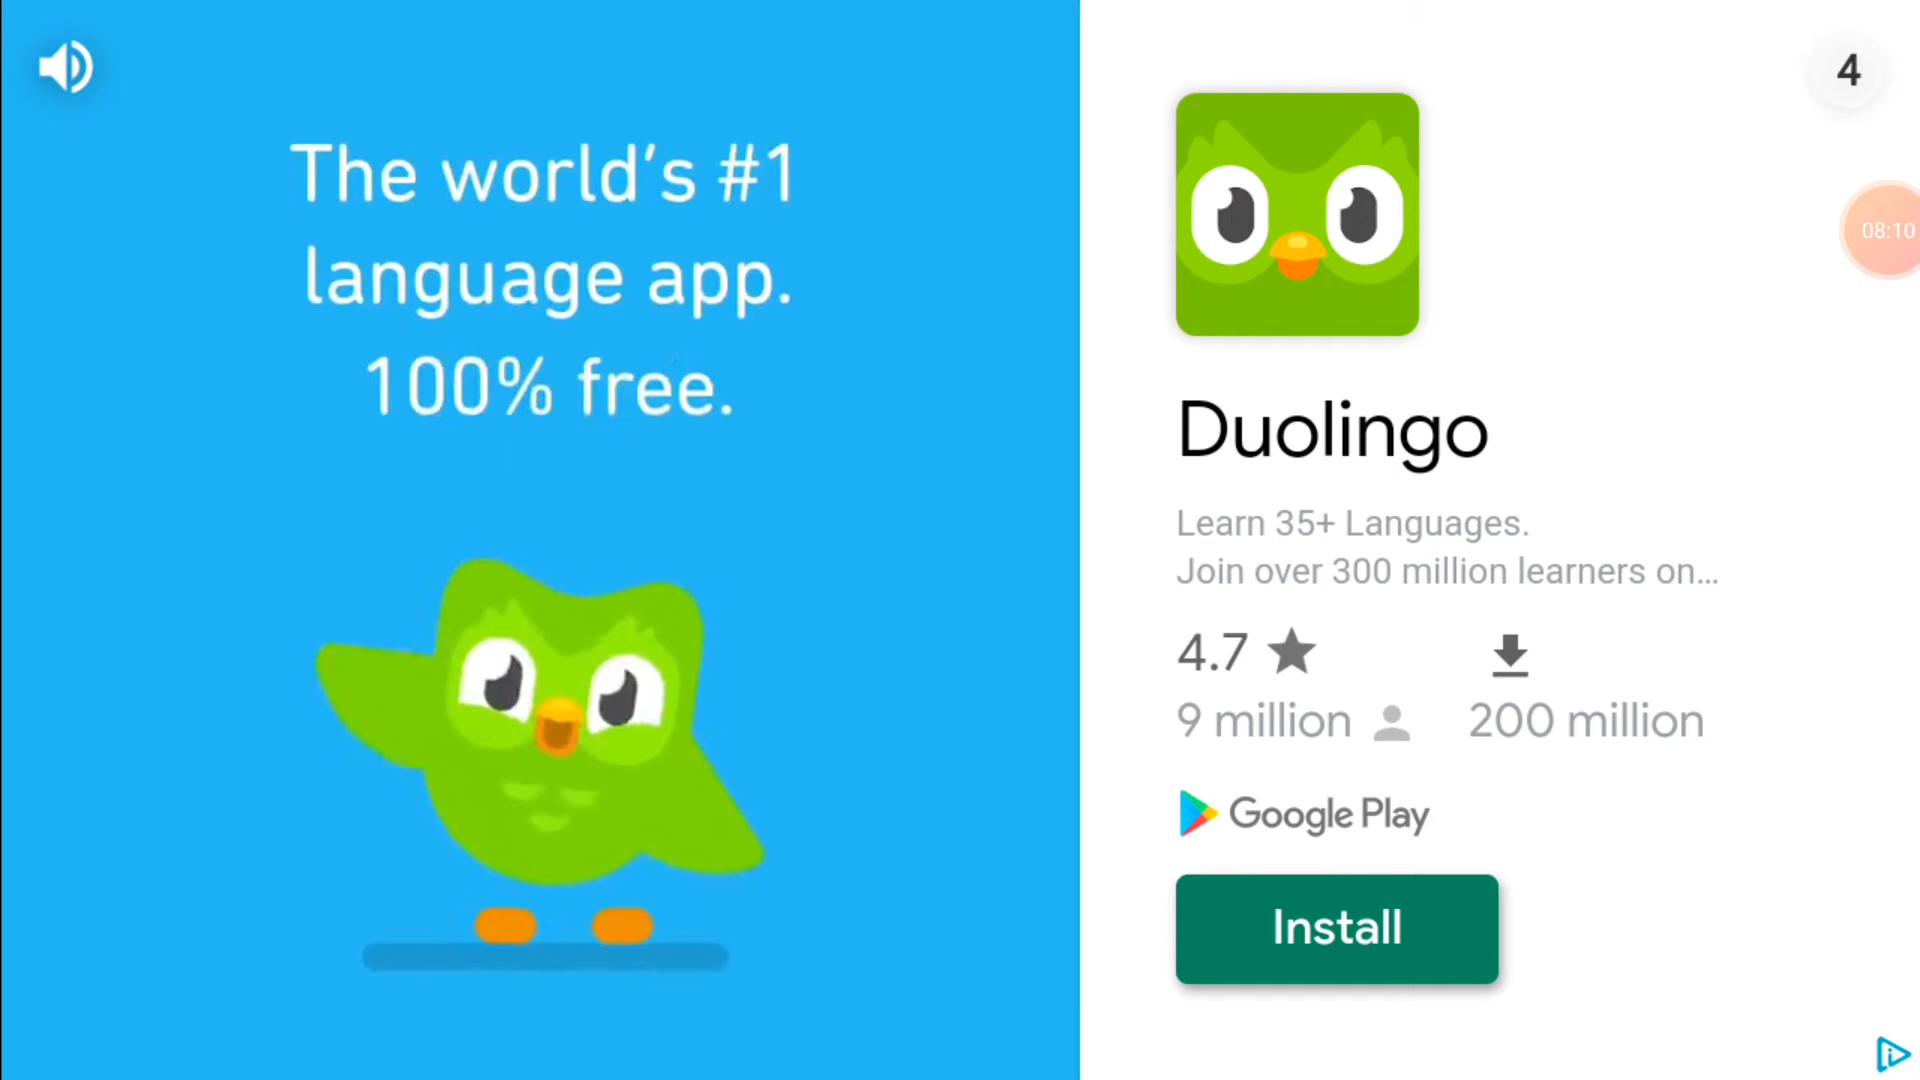 The world's #1
language app.
100% free.
4
08:10
Duolingo
Learn 35+ Languages.
Join over 300 million learners on...
4.7
9 million
200 million
Google Play
Install